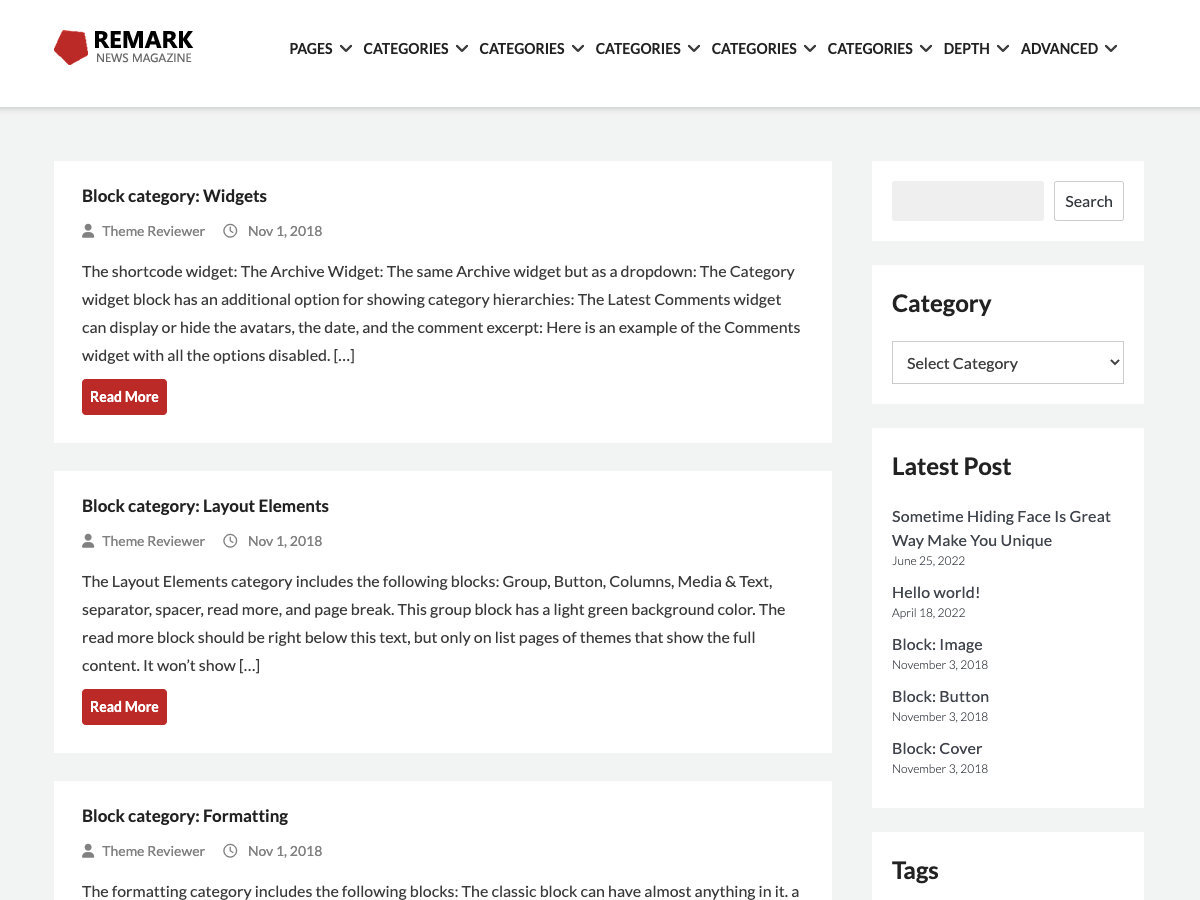 REMARK
NEWS MAGAZINE
PAGES CATEGORIES CATEGORIES CATEGORIES CATEGORIES CATEGORIES DEPTH ADVANCED
Block category: Widgets
Theme Reviewer Nov 1, 2018
The shortcode widget: The Archive Widget: The same Archive widget but as a dropdown: The Category
widget block has an additional option for showing category hierarchies: The Latest Comments widget
can display or hide the avatars, the date, and the comment excerpt: Here is an example of the Comments
widget with all the options disabled. […]
Read More
Block category: Layout Elements
Theme Reviewer Nov 1, 2018
The Layout Elements category includes the following blocks: Group, Button, Columns, Media & Text,
separator, spacer, read more, and page break. This group block has a light green background color. The
read more block should be right below this text, but only on list pages of themes that show the full
content. It won’t show […]
Read More
Block category: Formatting
Theme Reviewer Nov 1, 2018
The formatting category includes the following blocks: The classic block can have almost anything in it. a
Search
Category
Select Category
Latest Post
Sometime Hiding Face Is Great
Way Make You Unique
June 25, 2022
Hello world!
April 18, 2022
Block: Image
November 3, 2018
Block: Button
November 3, 2018
Block: Cover
November 3, 2018
Tags